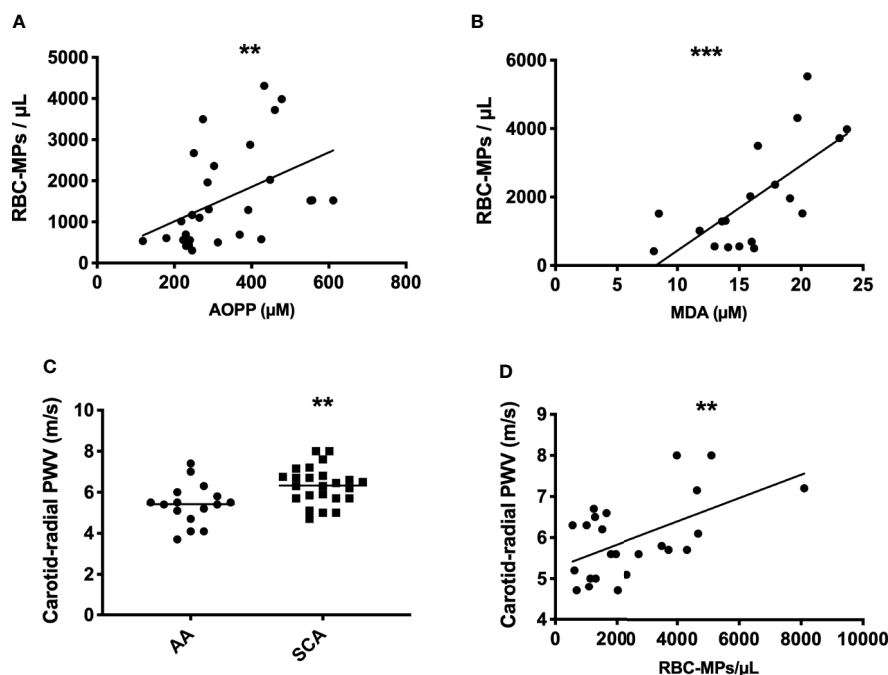 A
**
5000
4000
3000
2000
1000
0
RBC-MPs / µL
0 200 400 600 800
AOPP (µM)
B
***
6000
4000
2000
0
RBC-MPs / µL
0 5 10 15 20 25
MDA (µM)
C
**
10
8
6
4
2
0
Carotid-radial PWV (m/s)
AA
SCA
D
**
9
8
7
6
5
4
Carotid-radial PWV (m/s)
0 2000 4000 6000 8000 10000
RBC-MPs/µL